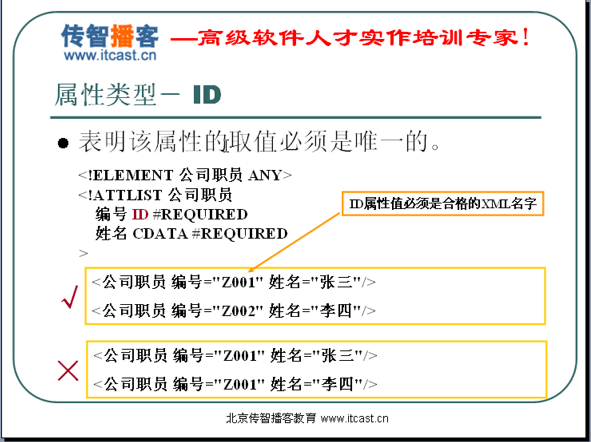 传智播客 —高级软件人才实作培训专家!
www.itcast.cn
属性类型－ ID
● 表明该属性的取值必须是唯一的。
<!ELEMENT 公司职员 ANY>
<!ATTLIST 公司职员
编号 ID #REQUIRED
姓名 CDATA #REQUIRED
>
ID属性值必须是合格的XML名字
<公司职员 编号="Z001" 姓名="张三"/>
√
<公司职员 编号="Z002" 姓名="李四"/>
<公司职员 编号="Z001" 姓名="张三"/>
×
<公司职员 编号="Z001" 姓名="李四"/>
北京传智播客教育 www.itcast.cn